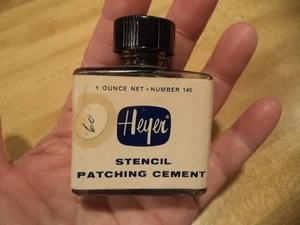 1 OUNCE NET – NUMBER 145
.60
Heyer®
STENCIL
PATCHING CEMENT